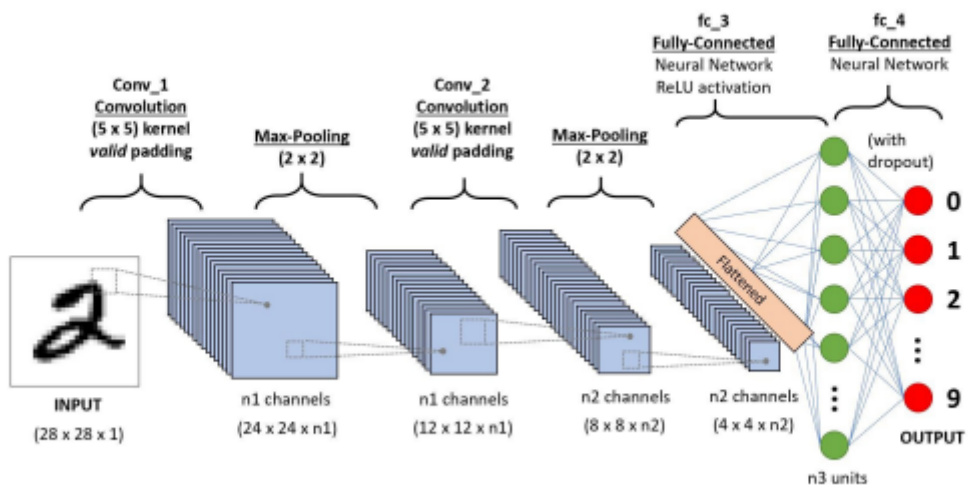 fc_3
Fully-Connected
Neural Network
ReLU activation
fc_4
Fully-Connected
Neural Network
Conv_1
Convolution
(5 x 5) kernel
valid padding
Max-Pooling
(2 x 2)
Conv_2
Convolution
(5 x 5) kernel
valid padding
Max-Pooling
(2 x 2)
(with
dropout)
Flattened
0
1
2
9
INPUT
(28 x 28 x 1)
n1 channels
(24 x 24 x n1)
n1 channels
(12 x 12 x n1)
n2 channels
(8 x 8 x n2)
n2 channels
(4 x 4 x n2)
OUTPUT
n3 units
2